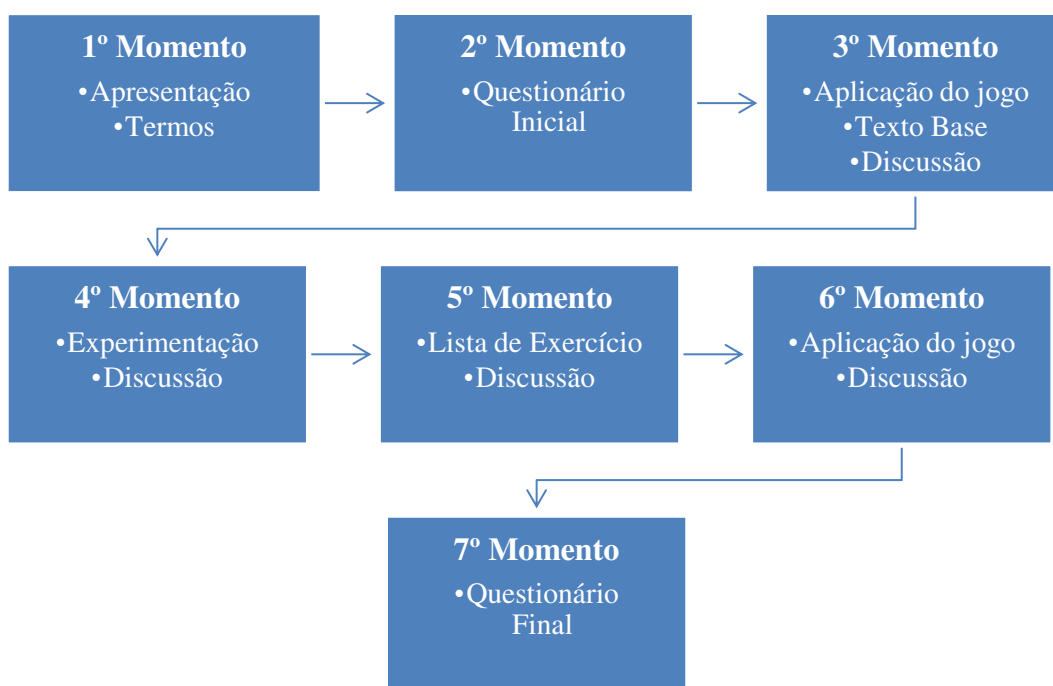 1º Momento
•Apresentação
•Termos
2º Momento
•Questionário
Inicial
3º Momento
•Aplicação do jogo
•Texto Base
•Discussão
4º Momento
•Experimentação
•Discussão
5º Momento
•Lista de Exercício
•Discussão
6º Momento
•Aplicação do jogo
•Discussão
7º Momento
•Questionário
Final